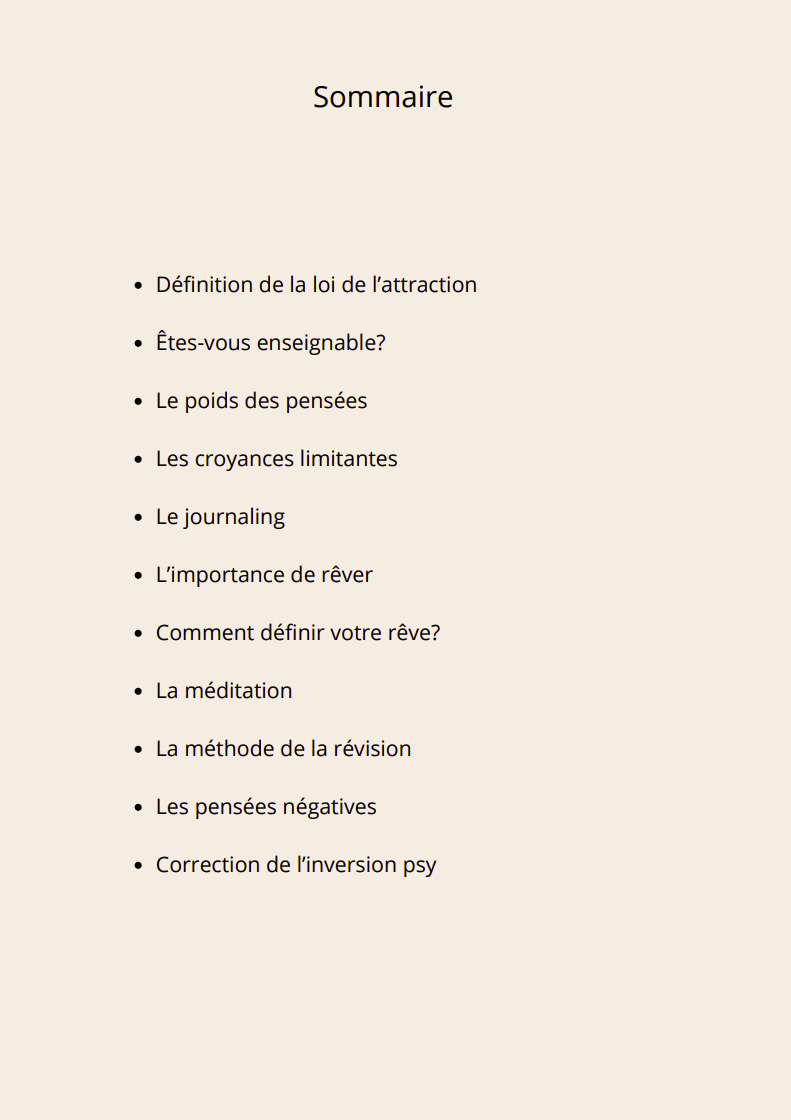 Sommaire
• Définition de la loi de l’attraction
• Êtes-vous enseignable?
• Le poids des pensées
• Les croyances limitantes
• Le journaling
• L’importance de rêver
• Comment définir votre rêve?
• La méditation
• La méthode de la révision
• Les pensées négatives
• Correction de l’inversion psy